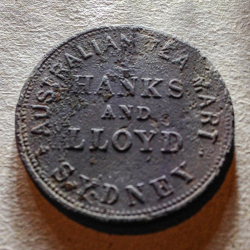 AUSTRALIAN TEA MART.
HANKS
AND
LLOYD
SYDNEY